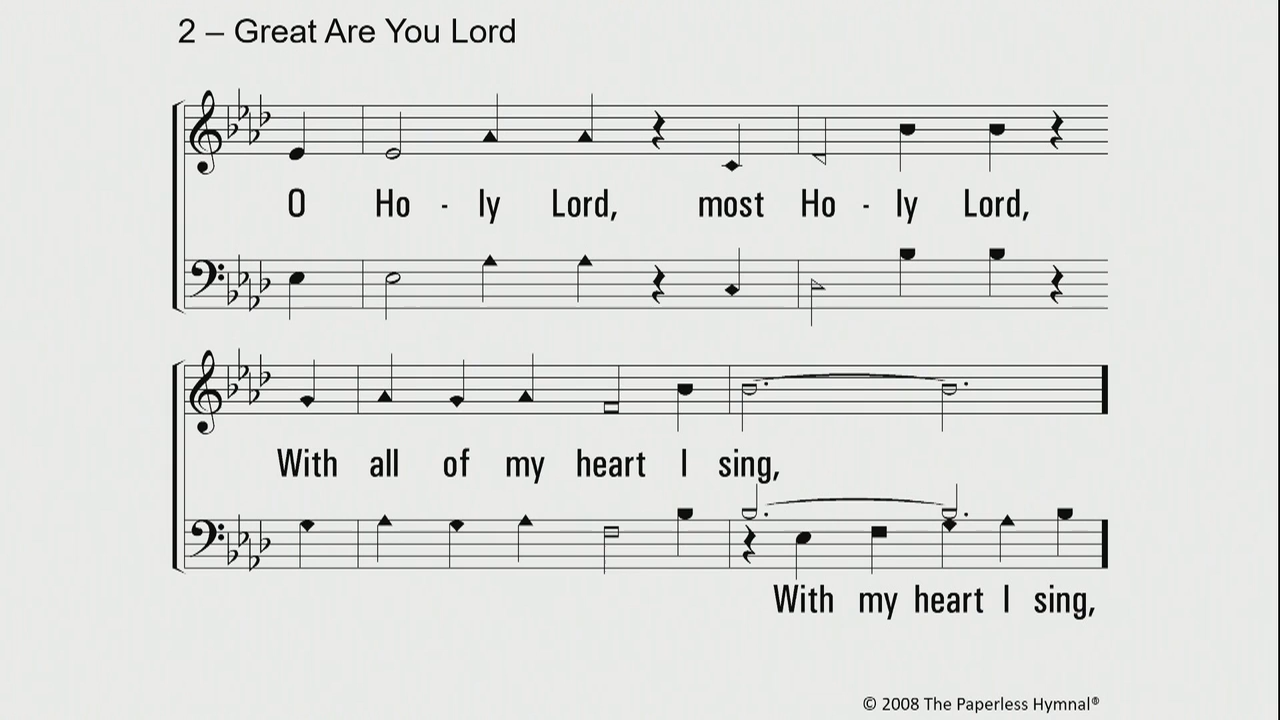 2 – Great Are You Lord
O Ho - ly Lord, most Ho - ly Lord,
With all of my heart I sing,
With my heart I sing,
© 2008 The Paperless Hymnal®